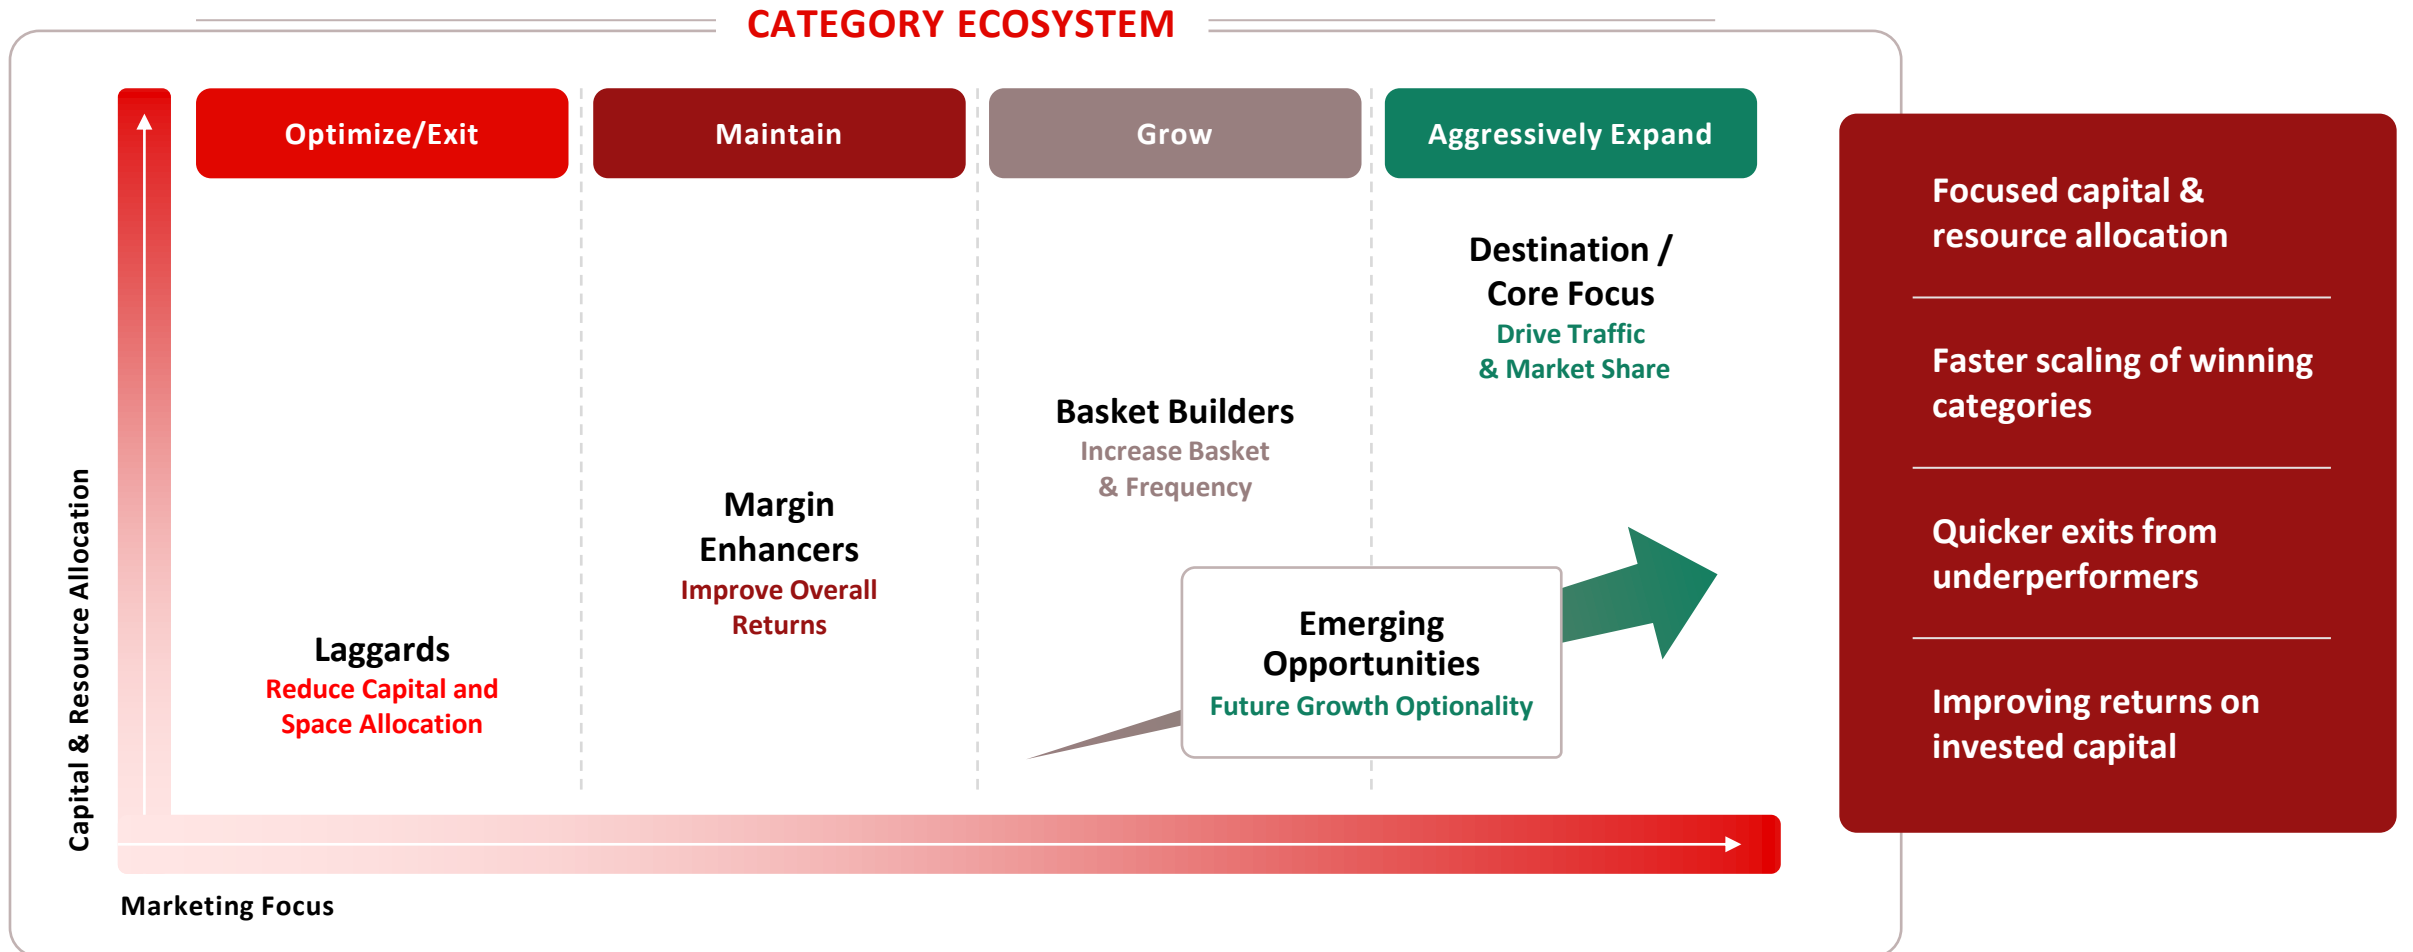 CATEGORY ECOSYSTEM
Optimize/Exit
Maintain
Grow
Aggressively Expand
Capital & Resource Allocation
Laggards
Reduce Capital and
Space Allocation
Margin
Enhancers
Improve Overall
Returns
Basket Builders
Increase Basket
& Frequency
Destination /
Core Focus
Drive Traffic
& Market Share
Emerging
Opportunities
Future Growth Optionality
Marketing Focus
Focused capital &
resource allocation
Faster scaling of winning
categories
Quicker exits from
underperformers
Improving returns on
invested capital